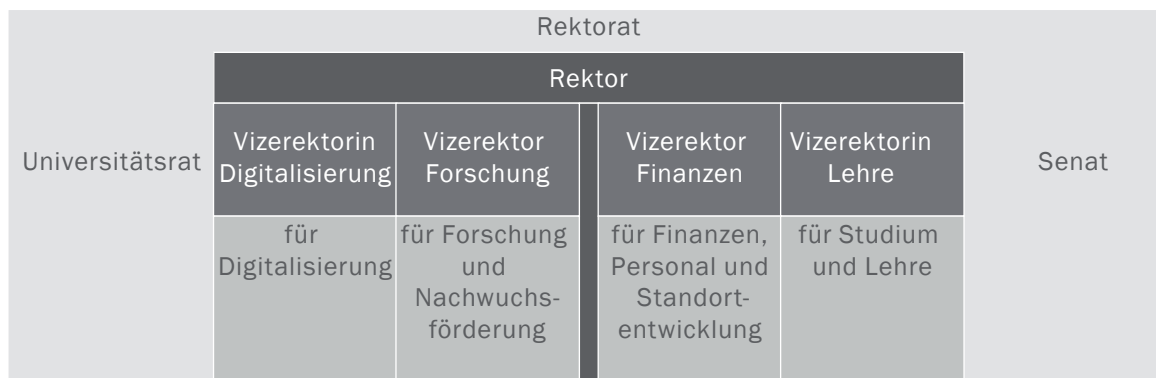 Rektorat
Rektor
Universitätsrat
Vizerektorin
Digitalisierung
Vizerektor
Forschung
Vizerektor
Finanzen
Vizerektorin
Lehre
Senat
für
Digitalisierung
für Forschung
und
Nachwuchs-
förderung
für Finanzen,
Personal und
Standort-
entwicklung
für Studium
und Lehre